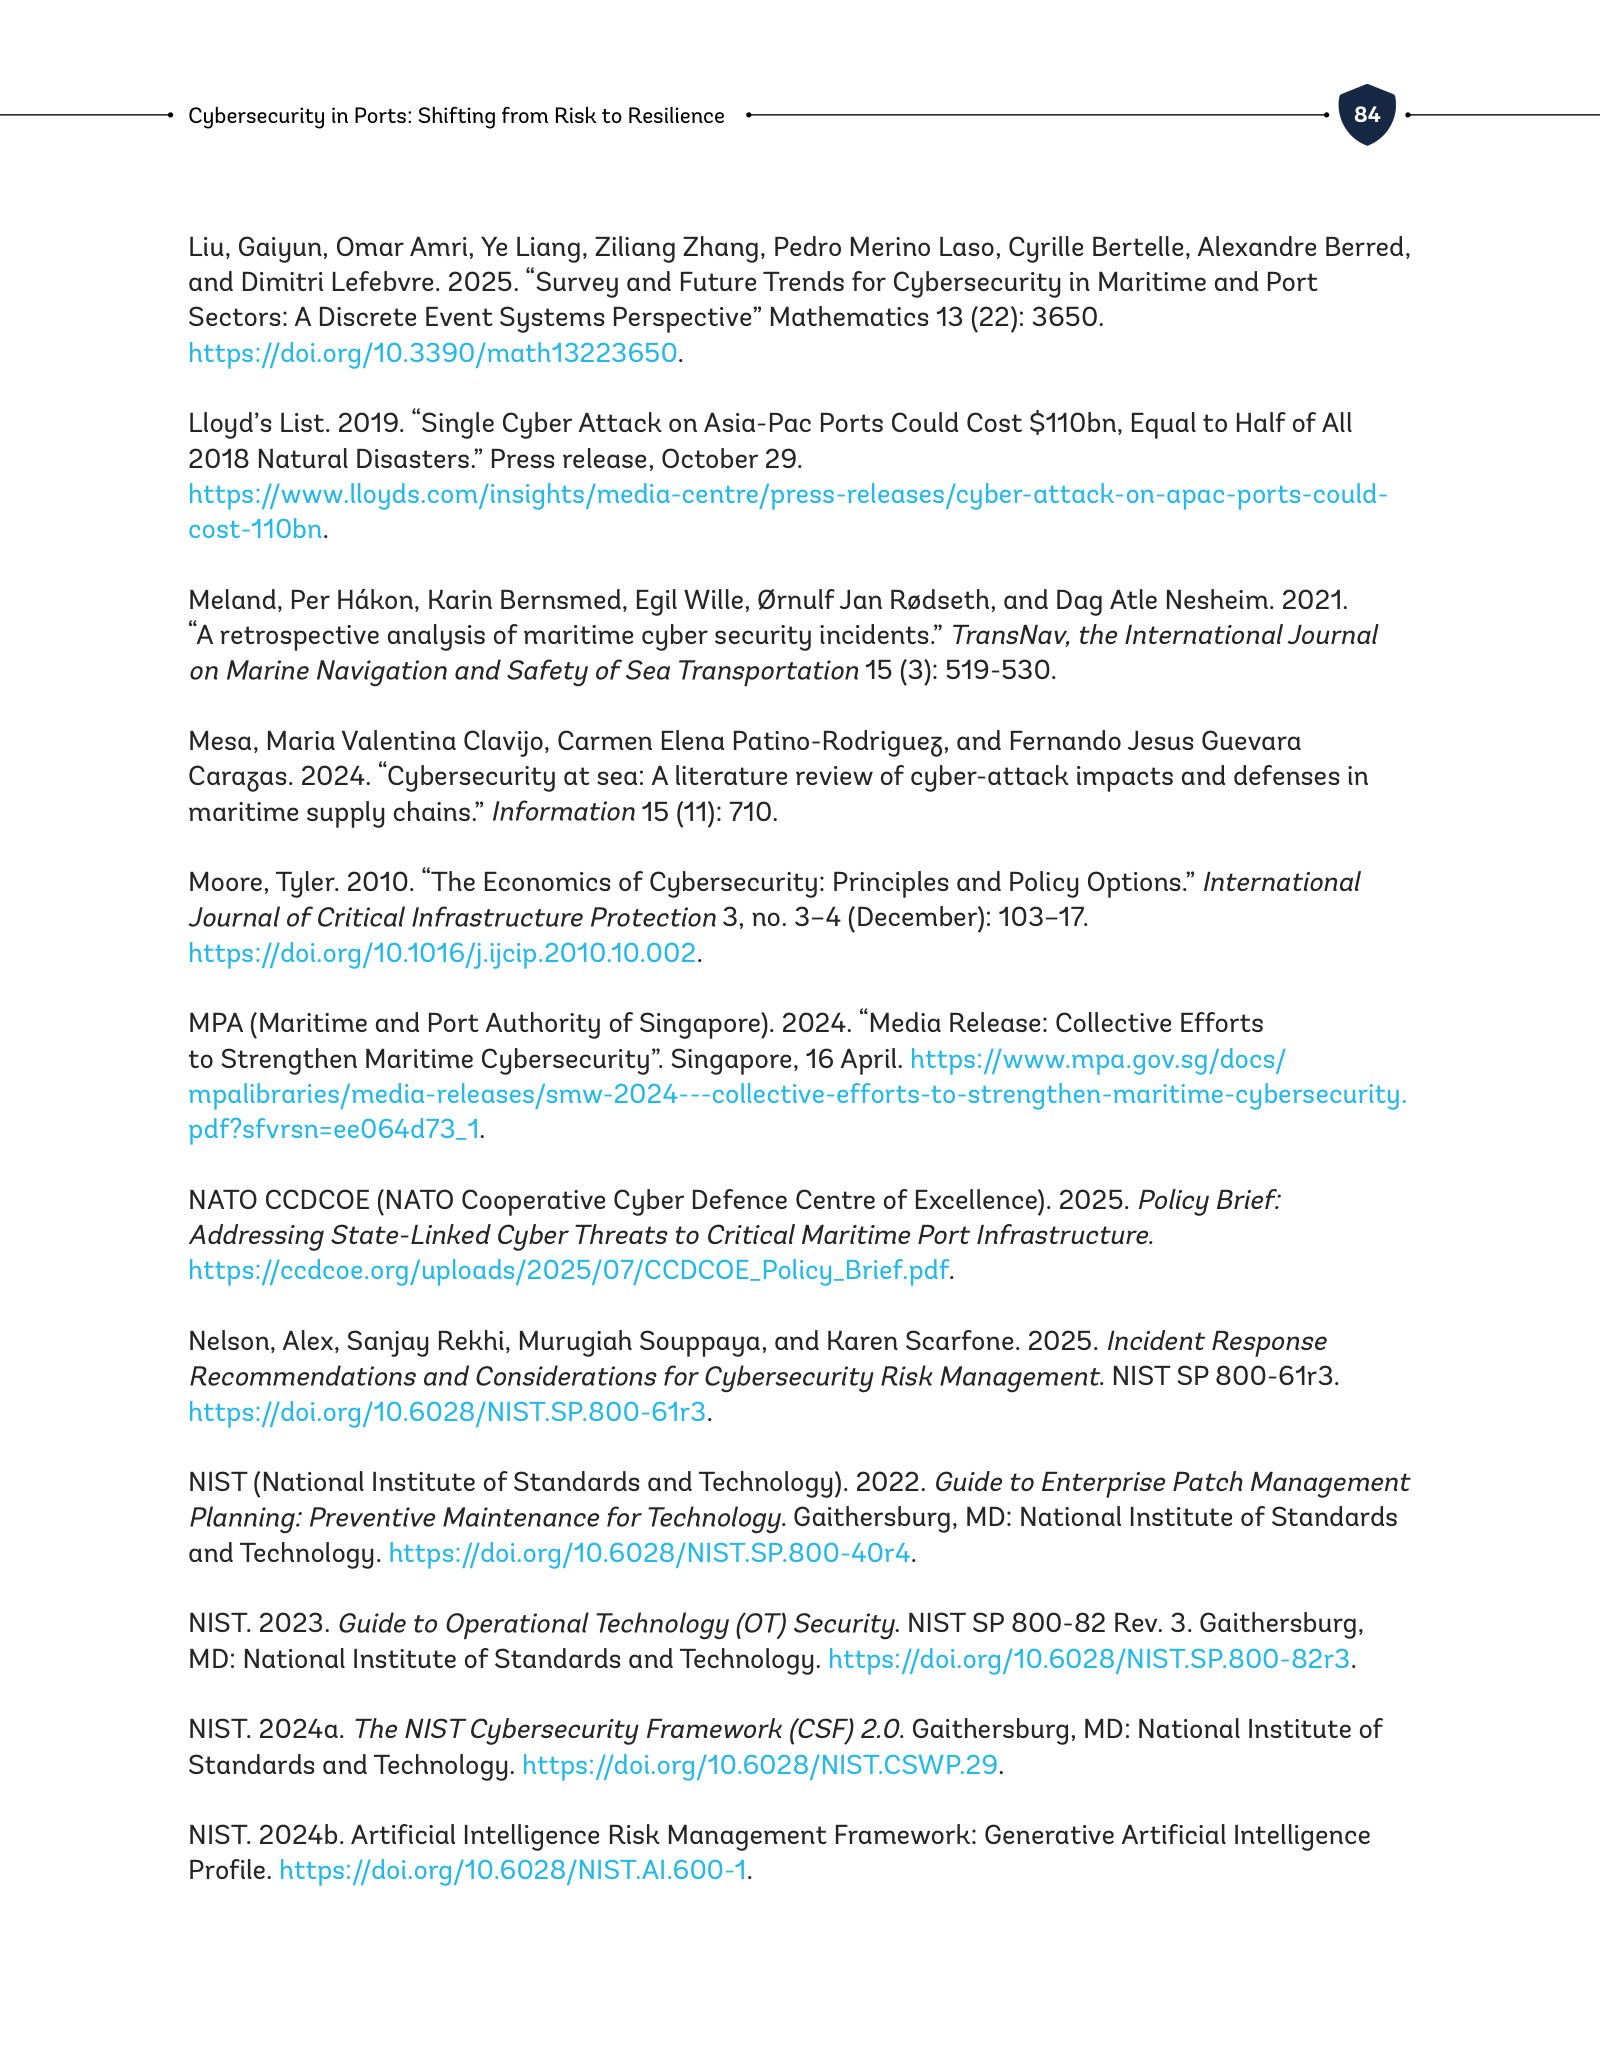 Cybersecurity in Ports: Shifting from Risk to Resilience
84
Liu, Gaiyun, Omar Amri, Ye Liang, Ziliang Zhang, Pedro Merino Laso, Cyrille Bertelle, Alexandre Berred,
and Dimitri Lefebvre. 2025. “Survey and Future Trends for Cybersecurity in Maritime and Port
Sectors: A Discrete Event Systems Perspective” Mathematics 13 (22): 3650.
https://doi.org/10.3390/math13223650.
Lloyd’s List. 2019. “Single Cyber Attack on Asia-Pac Ports Could Cost $110bn, Equal to Half of All
2018 Natural Disasters.” Press release, October 29.
https://www.lloyds.com/insights/media-centre/press-releases/cyber-attack-on-apac-ports-could-
cost-110bn.
Meland, Per Hákon, Karin Bernsmed, Egil Wille, Ørnulf Jan Rødseth, and Dag Atle Nesheim. 2021.
“A retrospective analysis of maritime cyber security incidents.” TransNav, the International Journal
on Marine Navigation and Safety of Sea Transportation 15 (3): 519-530.
Mesa, Maria Valentina Clavijo, Carmen Elena Patino-Rodriguez, and Fernando Jesus Guevara
Carazas. 2024. “Cybersecurity at sea: A literature review of cyber-attack impacts and defenses in
maritime supply chains.” Information 15 (11): 710.
Moore, Tyler. 2010. “The Economics of Cybersecurity: Principles and Policy Options.” International
Journal of Critical Infrastructure Protection 3, no. 3–4 (December): 103–17.
https://doi.org/10.1016/j.ijcip.2010.10.002.
MPA (Maritime and Port Authority of Singapore). 2024. “Media Release: Collective Efforts
to Strengthen Maritime Cybersecurity”. Singapore, 16 April. https://www.mpa.gov.sg/docs/
mpalibraries/media-releases/smw-2024---collective-efforts-to-strengthen-maritime-cybersecurity.
pdf?sfvrsn=ee064d73_1.
NATO CCDCOE (NATO Cooperative Cyber Defence Centre of Excellence). 2025. Policy Brief:
Addressing State-Linked Cyber Threats to Critical Maritime Port Infrastructure.
https://ccdcoe.org/uploads/2025/07/CCDCOE_Policy_Brief.pdf.
Nelson, Alex, Sanjay Rekhi, Murugiah Souppaya, and Karen Scarfone. 2025. Incident Response
Recommendations and Considerations for Cybersecurity Risk Management. NIST SP 800-61r3.
https://doi.org/10.6028/NIST.SP.800-61r3.
NIST (National Institute of Standards and Technology). 2022. Guide to Enterprise Patch Management
Planning: Preventive Maintenance for Technology. Gaithersburg, MD: National Institute of Standards
and Technology. https://doi.org/10.6028/NIST.SP.800-40r4.
NIST. 2023. Guide to Operational Technology (OT) Security. NIST SP 800-82 Rev. 3. Gaithersburg,
MD: National Institute of Standards and Technology. https://doi.org/10.6028/NIST.SP.800-82r3.
NIST. 2024a. The NIST Cybersecurity Framework (CSF) 2.0. Gaithersburg, MD: National Institute of
Standards and Technology. https://doi.org/10.6028/NIST.CSWP.29.
NIST. 2024b. Artificial Intelligence Risk Management Framework: Generative Artificial Intelligence
Profile. https://doi.org/10.6028/NIST.AI.600-1.